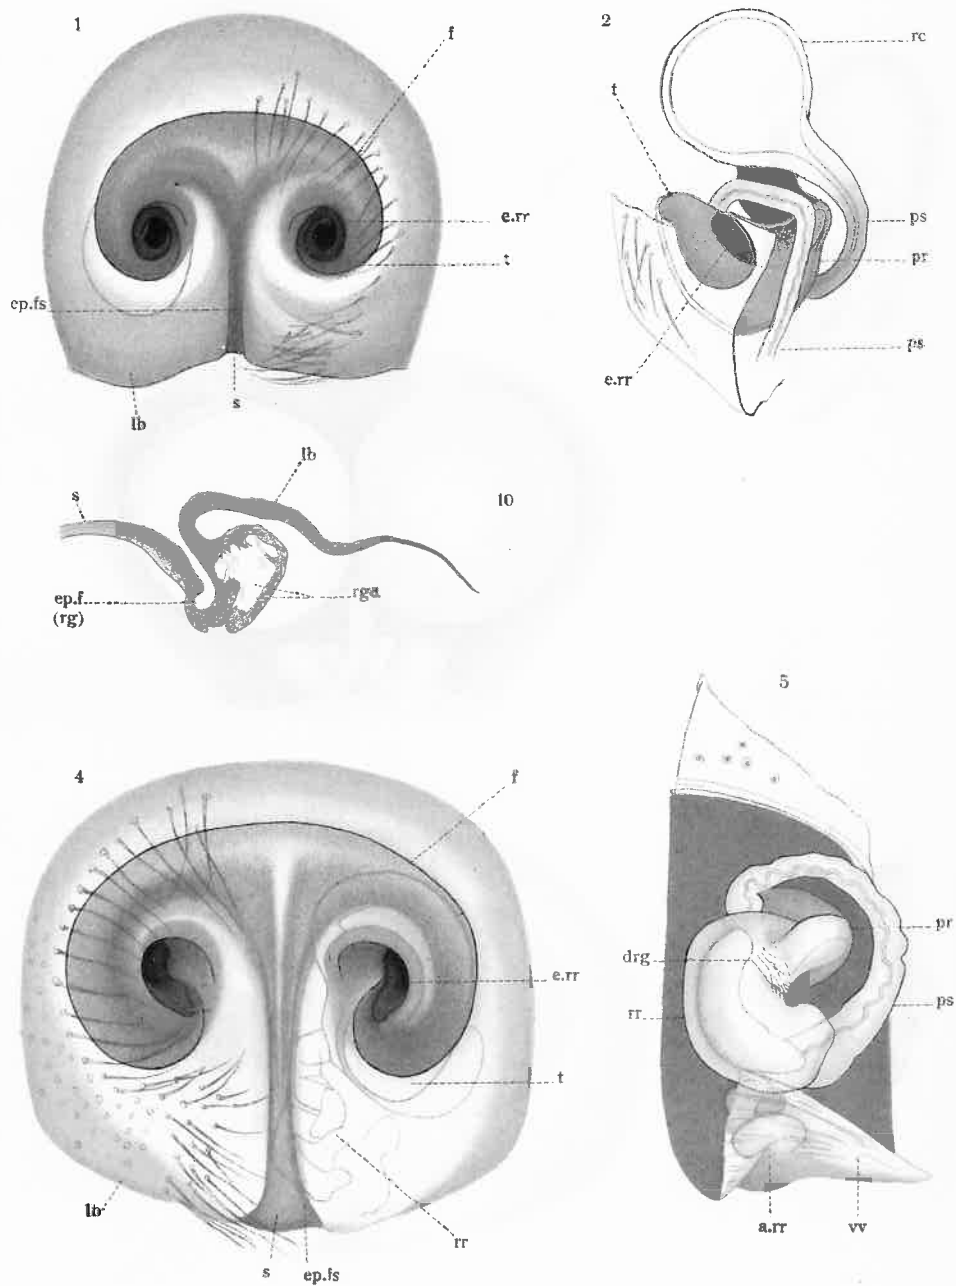 1
f
e.rr
t
ep.fs
lb
s
2
rc
t
ps
pr
ps
e.rr
10
lb
s
ep.f
(rg)
rga
4
f
e.rr
t
lb
s
ep.fs
rr
5
pr
drg
ps
rr
a.rr
vv